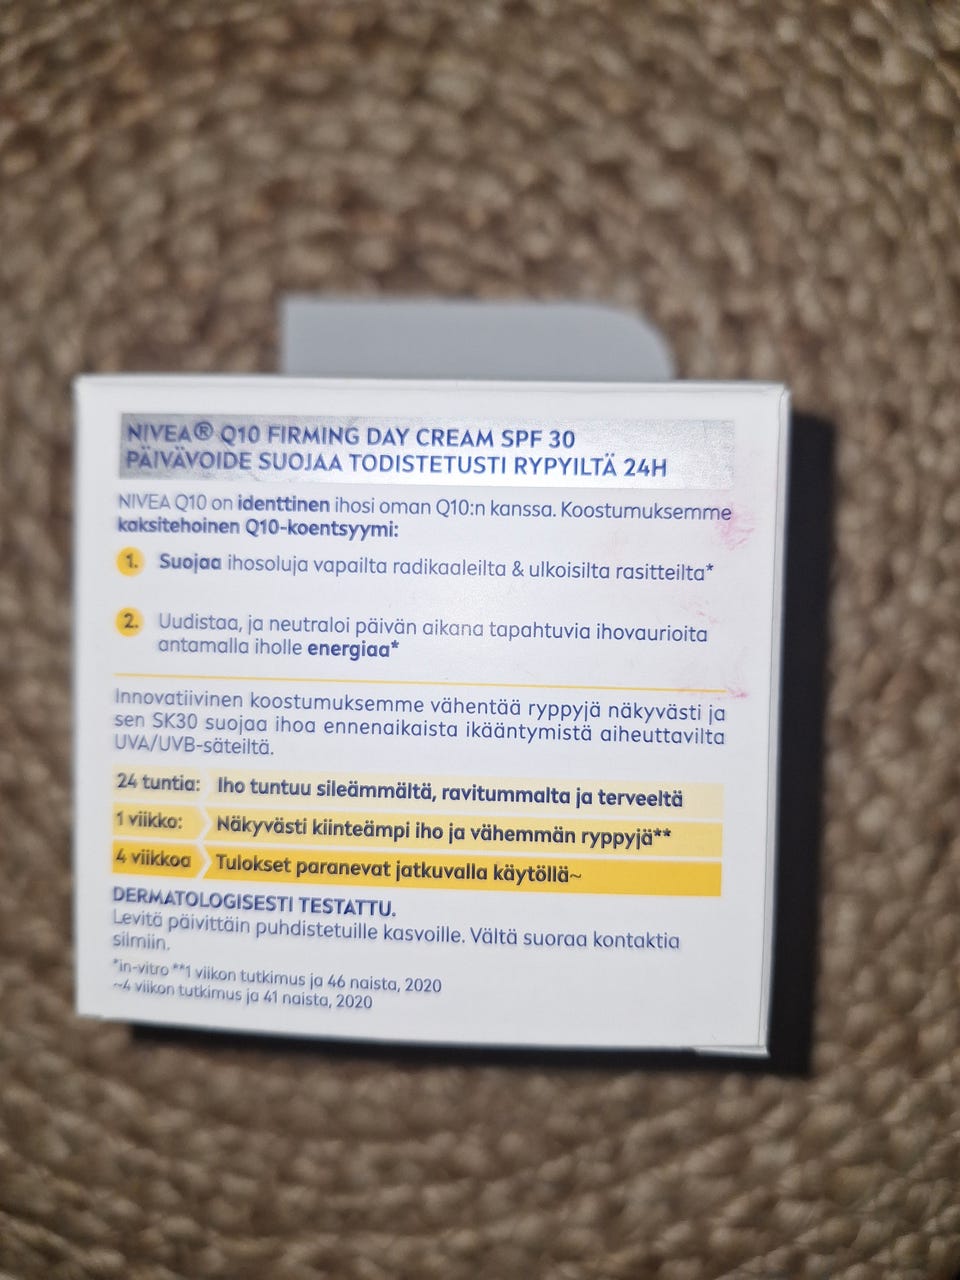 NIVEA® Q10 FIRMING DAY CREAM SPF 30
PÄIVÄVOIDE SUOJAA TODISTETUSTI RYPYILTÄ 24H
NIVEA Q10 on identtinen ihosi oman Q10:n kanssa. Koostumuksemme
kaksitehoinen Q10-koentsyymi:
1. Suojaa ihosoluja vapailta radikaaleilta & ulkoisilta rasitteilta*
2. Uudistaa, ja neutraloi päivän aikana tapahtuvia ihovaurioita
antamalla iholle energiaa*
Innovatiivinen koostumuksemme vähentää ryppyjä näkyvästi ja
sen SK30 suojaa ihoa ennenaikaista ikääntymistä aiheuttavilta
UVA/UVB-säteiltä.
24 tuntia: Iho tuntuu sileämmältä, ravitummalta ja terveeltä
1 viikko: Näkyvästi kiinteämpi iho ja vähemmän ryppyjä**
4 viikkoa Tulokset paranevat jatkuvalla käytöllä~
DERMATOLOGISESTI TESTATTU.
Levitä päivittäin puhdistetuille kasvoille. Vältä suoraa kontaktia
silmiin.
*in-vitro **1 viikon tutkimus ja 46 naista, 2020
~4 viikon tutkimus ja 41 naista, 2020